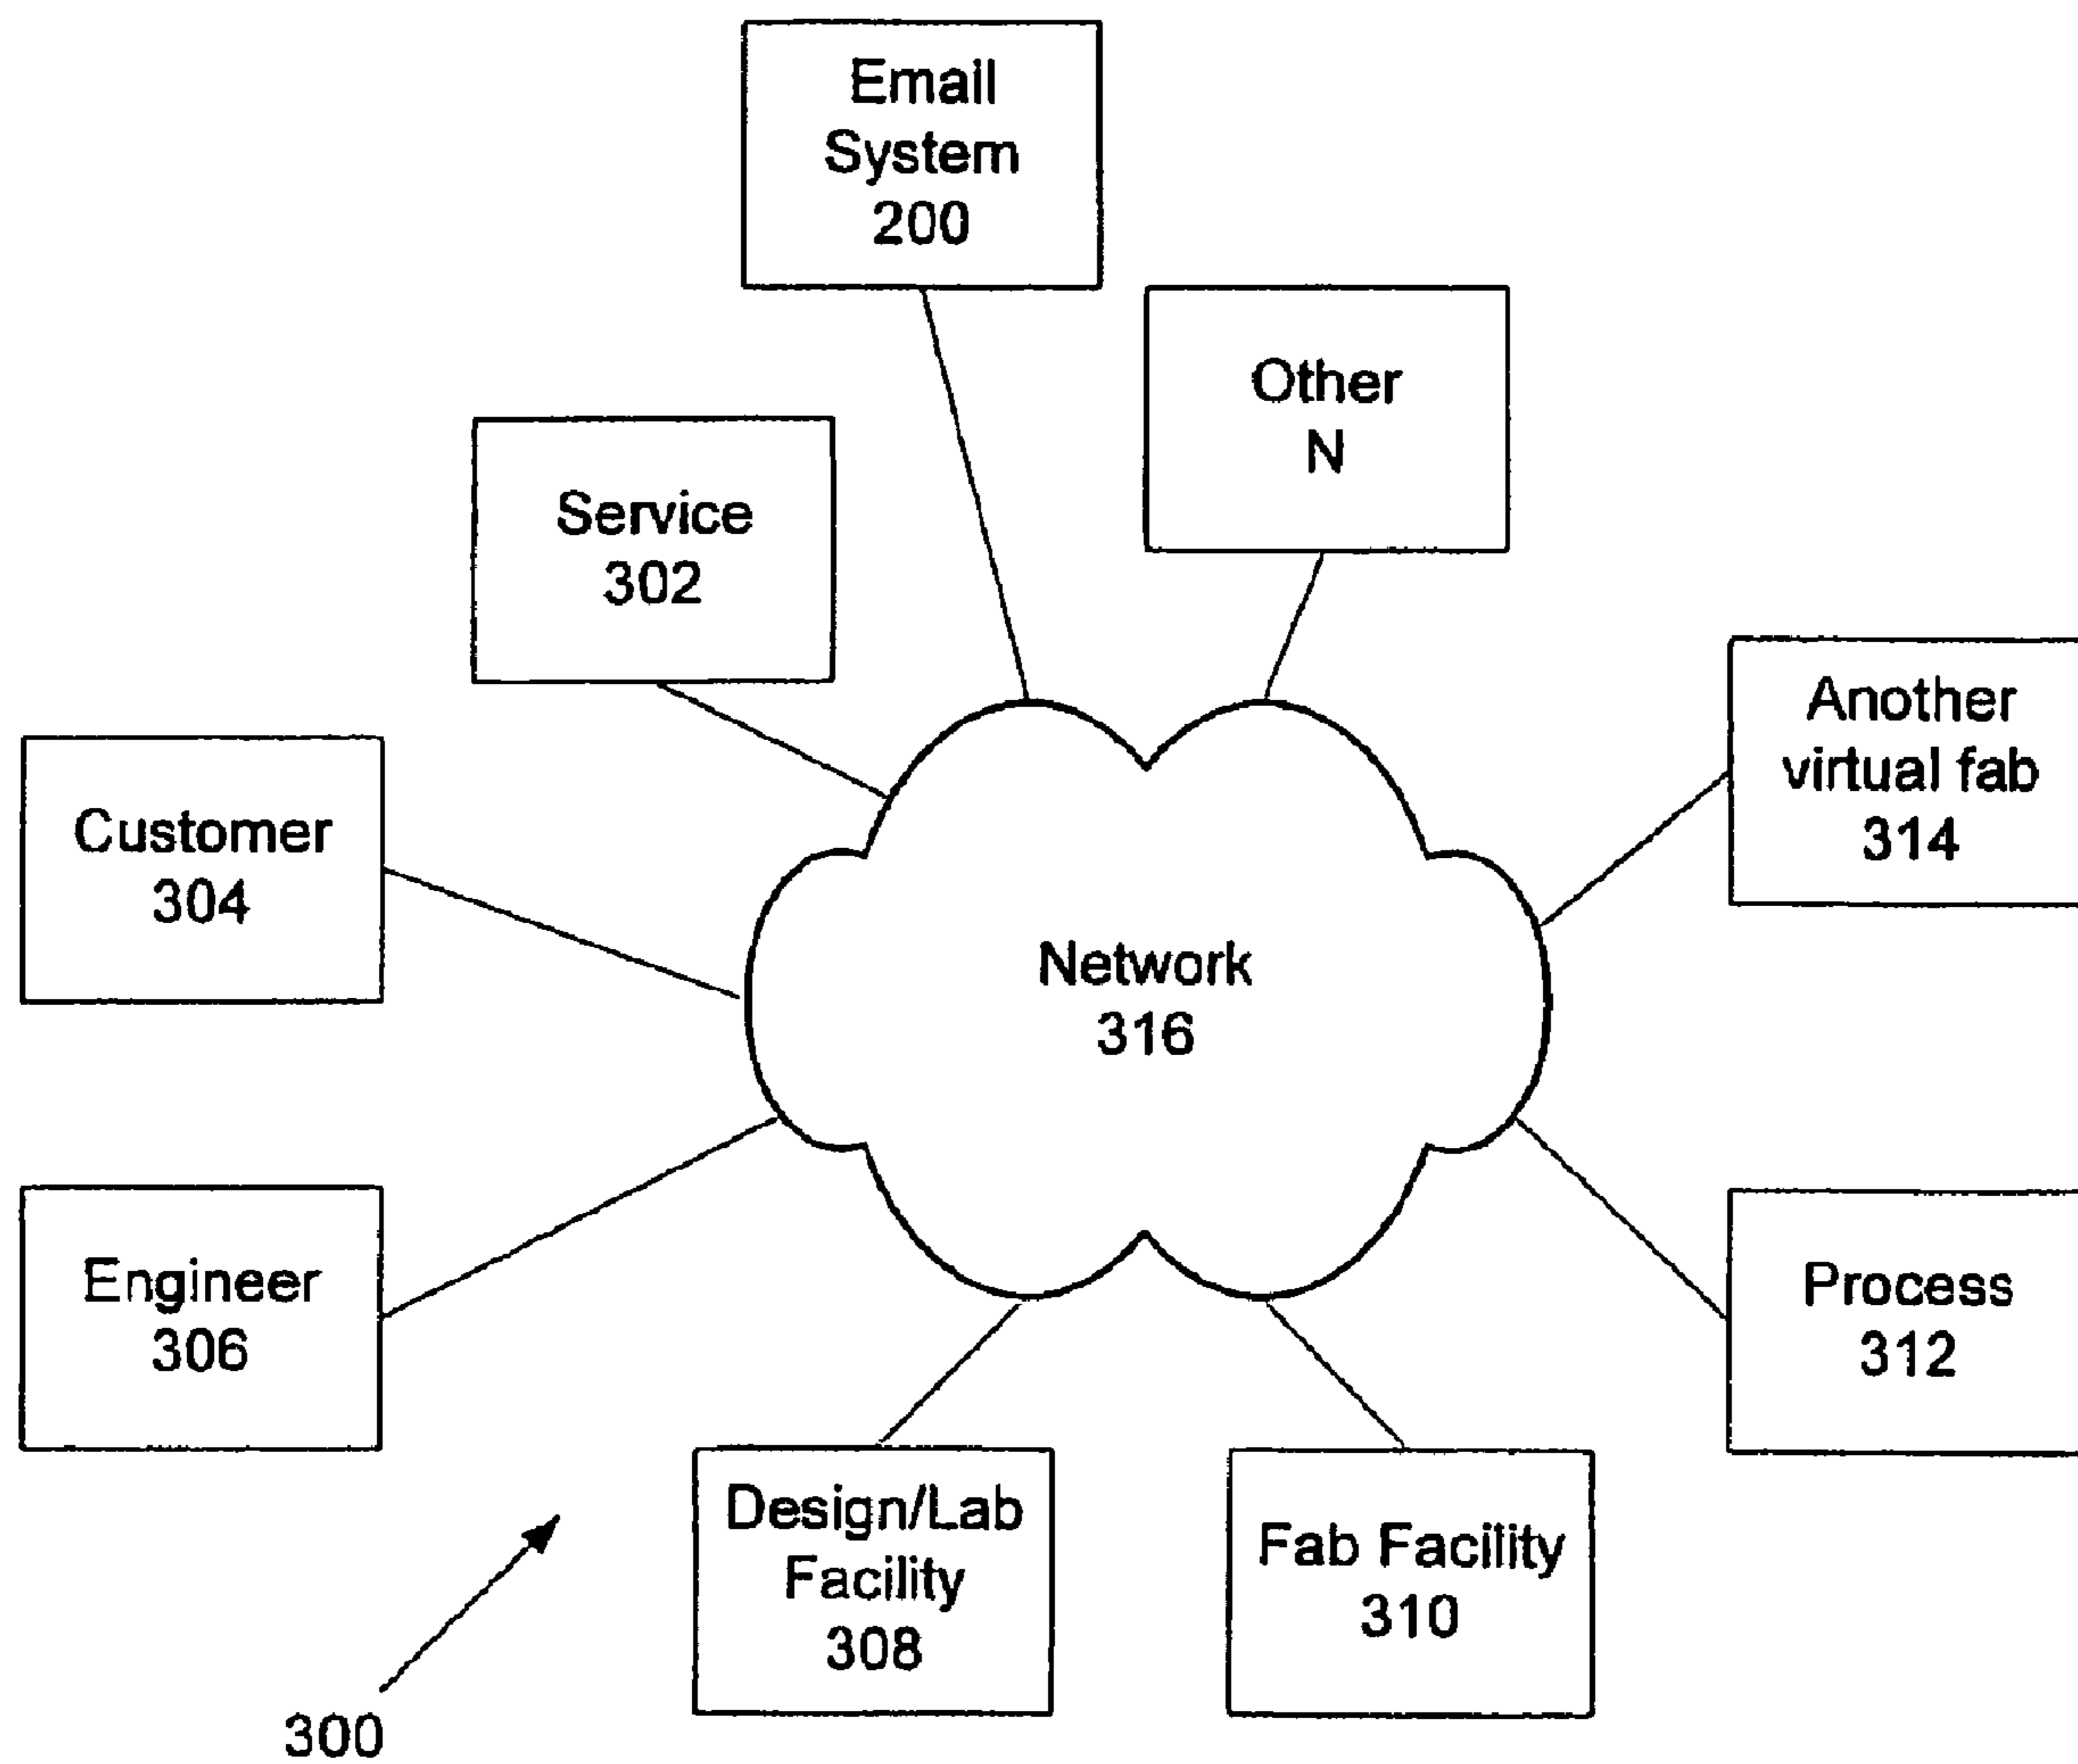 Email
System
200
Other
N
Service
302
Another
virtual fab
314
Customer
304
Network
316
Engineer
306
Process
312
Design/Lab
Facility
308
Fab Facility
310
300